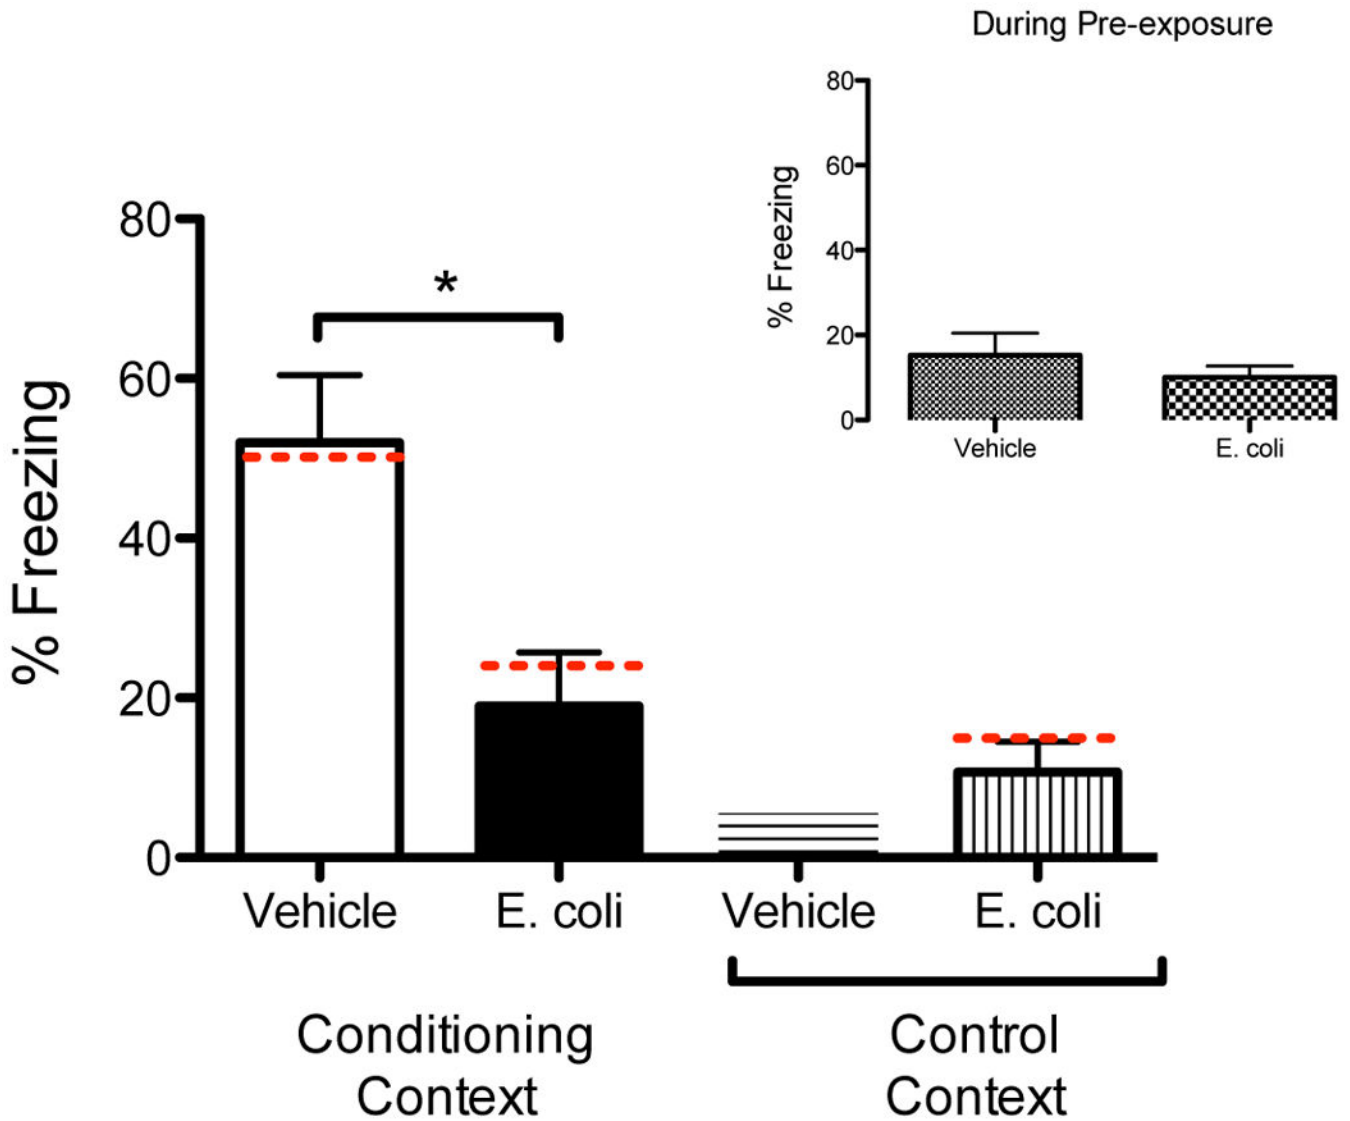 During Pre-exposure
80
60
40
20
0
% Freezing
Vehicle E. coli
80
60
40
20
0
% Freezing
*
Vehicle E. coli Vehicle E. coli
Conditioning Control
Context Context